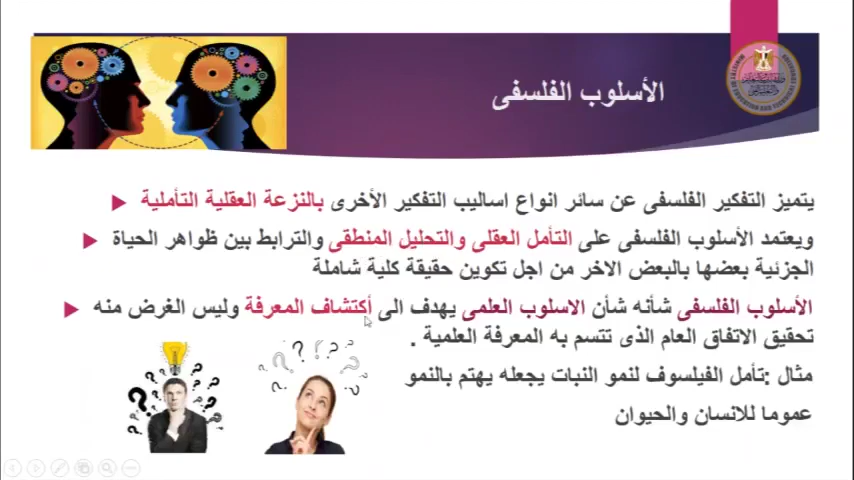 الأسلوب الفلسفى
يتميز التفكير الفلسفى عن سائر انواع اساليب التفكير الأخرى بالنزعة العقلية التأملية
ويعتمد الأسلوب الفلسفى على التأمل العقلى والتحليل المنطقى والترابط بين ظواهر الحياة
الجزئية بعضها بالبعض الاخر من اجل تكوين حقيقة كلية شاملة
الأسلوب الفلسفى شأنه شأن الاسلوب العلمى يهدف الى أكتشاف المعرفة وليس الغرض منه
تحقيق الاتفاق العام الذى تتسم به المعرفة العلمية .
مثال :تأمل الفيلسوف لنمو النبات يجعله يهتم بالنمو
عموما للانسان والحيوان